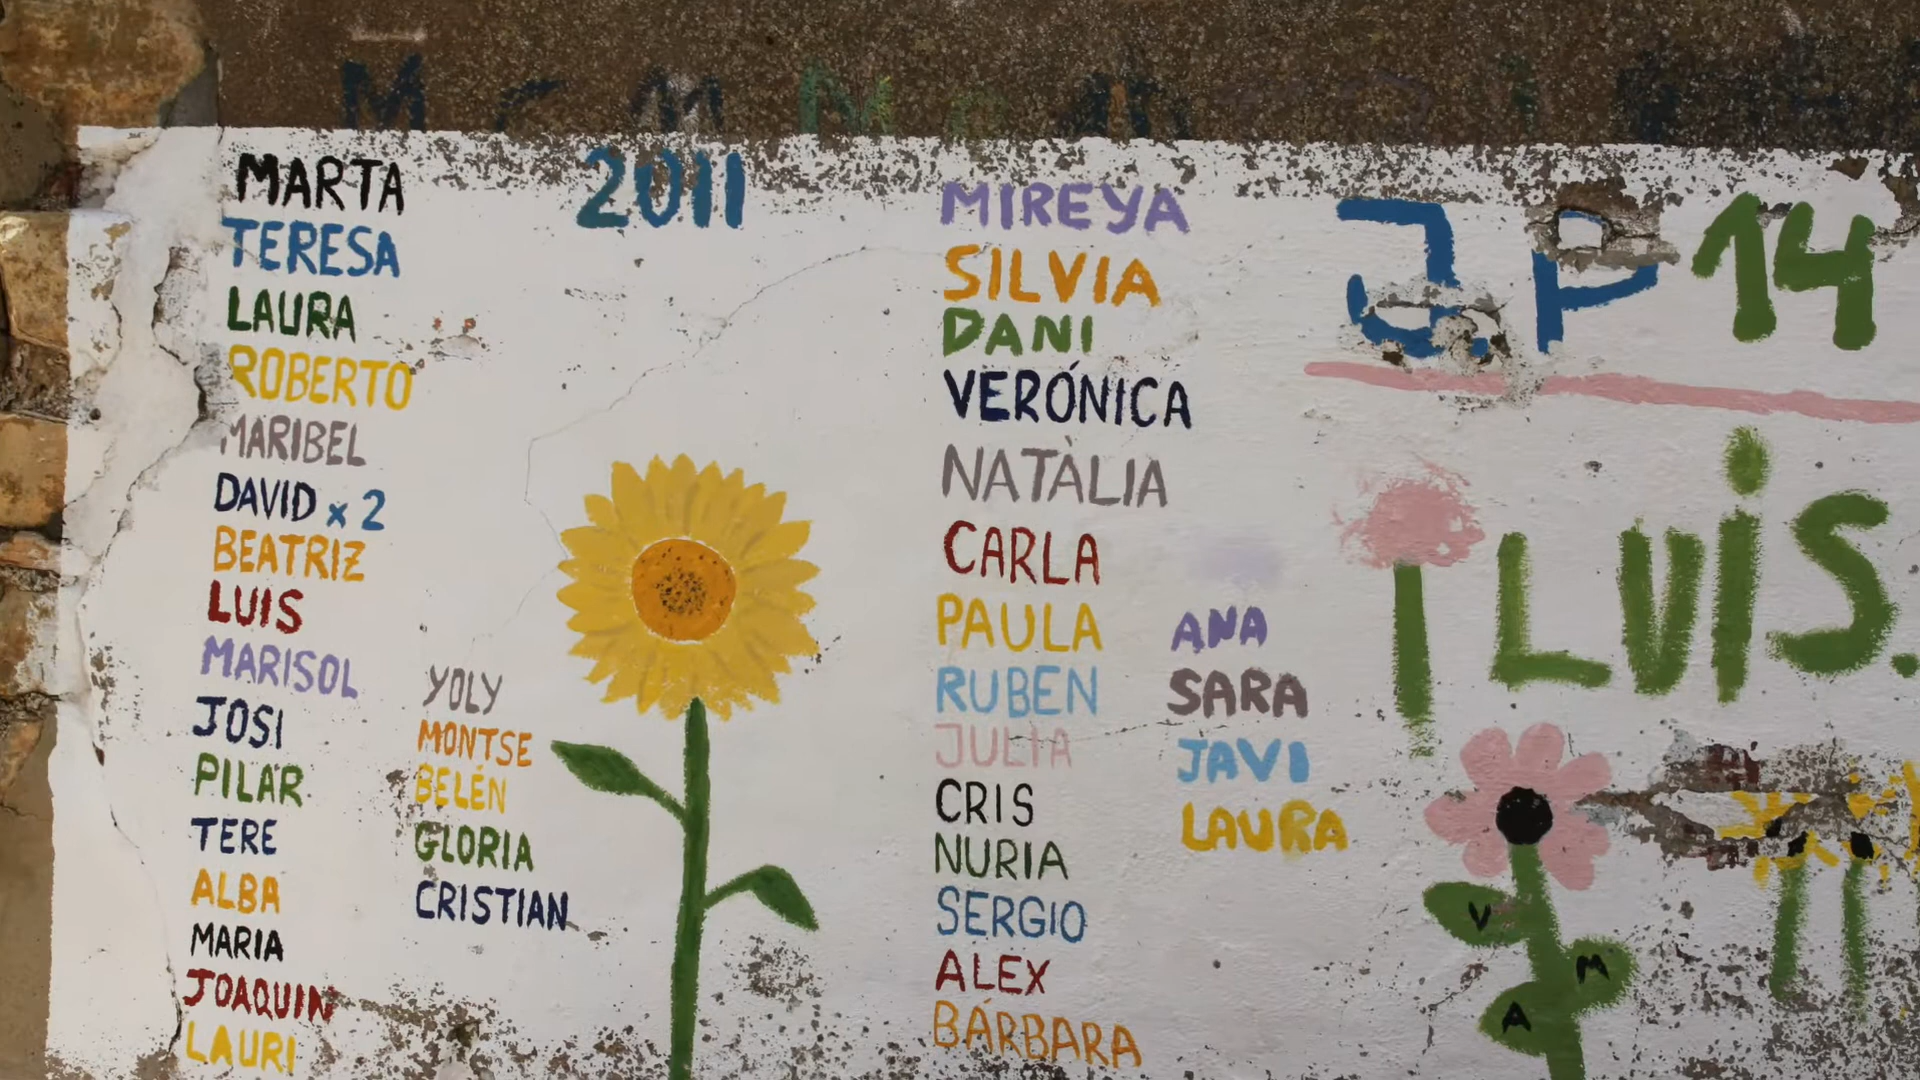 MARTA
TERESA
LAURA
ROBERTO
MARIBEL
DAVID x 2
BEATRIZ
LUIS
MARISOL
JOSI
PILAR
TERE
ALBA
MARIA
JOAQUIN
LAURI
YOLY
MONTSE
BELÉN
GLORIA
CRISTIAN
2011
MIREYA
SILVIA
DANI
VERÓNICA
NATÀLIA
CARLA
PAULA
RUBEN
JULIA
CRIS
NURIA
SERGIO
ALEX
BÁRBARA
ANA
SARA
JAVI
LAURA
JP14
LUiS.
V
M
A